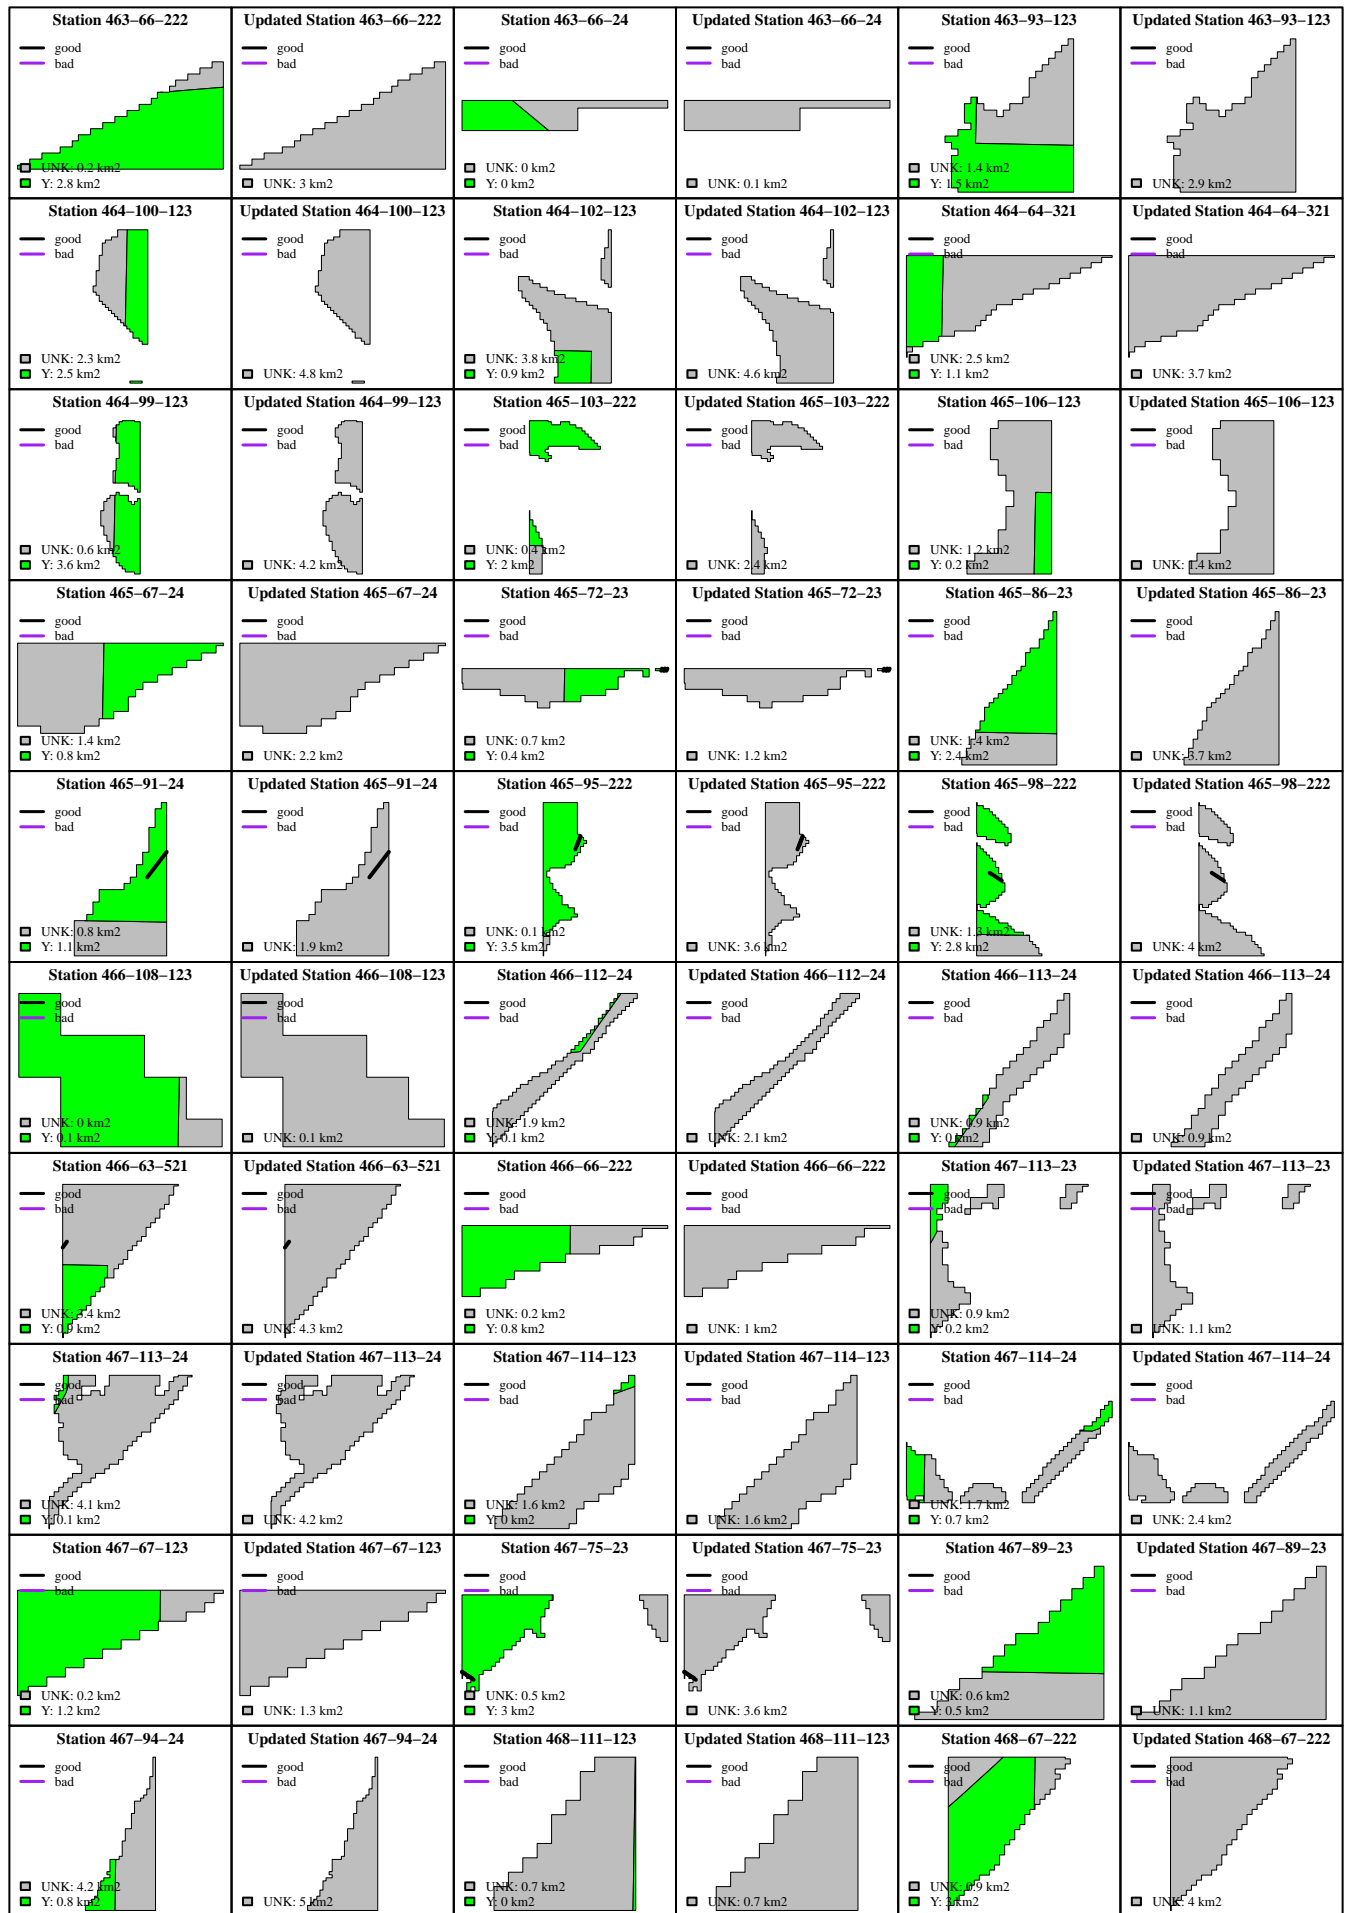 Station 463−66−222
good
bad
UNK: 0.2 km2
Y: 2.8 km2
Updated Station 463−66−222
good
bad
UNK: 3 km2
Station 463−66−24
good
bad
UNK: 0 km2
Y: 0 km2
Updated Station 463−66−24
good
bad
UNK: 0.1 km2
Station 463−93−123
good
bad
UNK: 1.4 km2
Y: 1.5 km2
Updated Station 463−93−123
good
bad
UNK: 2.9 km2
Station 464−100−123
good
bad
UNK: 2.3 km2
Y: 2.5 km2
Updated Station 464−100−123
good
bad
UNK: 4.8 km2
Station 464−102−123
good
bad
UNK: 3.8 km2
Y: 0.9 km2
Updated Station 464−102−123
good
bad
UNK: 4.6 km2
Station 464−64−321
good
bad
UNK: 2.5 km2
Y: 1.1 km2
Updated Station 464−64−321
good
bad
UNK: 3.7 km2
Station 464−99−123
good
bad
UNK: 0.6 km2
Y: 3.6 km2
Updated Station 464−99−123
good
bad
UNK: 4.2 km2
Station 465−103−222
good
bad
UNK: 0.4 km2
Y: 2 km2
Updated Station 465−103−222
good
bad
UNK: 2.4 km2
Station 465−106−123
good
bad
UNK: 1.2 km2
Y: 0.2 km2
Updated Station 465−106−123
good
bad
UNK: 1.4 km2
Station 465−67−24
good
bad
UNK: 1.4 km2
Y: 0.8 km2
Updated Station 465−67−24
good
bad
UNK: 2.2 km2
Station 465−72−23
good
bad
UNK: 0.7 km2
Y: 0.4 km2
Updated Station 465−72−23
good
bad
UNK: 1.2 km2
Station 465−86−23
good
bad
UNK: 1.4 km2
Y: 2.4 km2
Updated Station 465−86−23
good
bad
UNK: 3.7 km2
Station 465−91−24
good
bad
UNK: 0.8 km2
Y: 1.1 km2
Updated Station 465−91−24
good
bad
UNK: 1.9 km2
Station 465−95−222
good
bad
UNK: 0.1 km2
Y: 3.5 km2
Updated Station 465−95−222
good
bad
UNK: 3.6 km2
Station 465−98−222
good
bad
UNK: 1.3 km2
Y: 2.8 km2
Updated Station 465−98−222
good
bad
UNK: 4 km2
Station 466−108−123
good
bad
UNK: 0 km2
Y: 0.1 km2
Updated Station 466−108−123
good
bad
UNK: 0.1 km2
Station 466−112−24
good
bad
UNK: 1.9 km2
Y: 0.1 km2
Updated Station 466−112−24
good
bad
UNK: 2.1 km2
Station 466−113−24
good
bad
UNK: 0.9 km2
Y: 0 km2
Updated Station 466−113−24
good
bad
UNK: 0.9 km2
Station 466−63−521
good
bad
UNK: 3.4 km2
Y: 0.9 km2
Updated Station 466−63−521
good
bad
UNK: 4.3 km2
Station 466−66−222
good
bad
UNK: 0.2 km2
Y: 0.8 km2
Updated Station 466−66−222
good
bad
UNK: 1 km2
Station 467−113−23
good
bad
UNK: 0.9 km2
Y: 0.2 km2
Updated Station 467−113−23
good
bad
UNK: 1.1 km2
Station 467−113−24
good
bad
UNK: 4.1 km2
Y: 0.1 km2
Updated Station 467−113−24
good
bad
UNK: 4.2 km2
Station 467−114−123
good
bad
UNK: 1.6 km2
Y: 0 km2
Updated Station 467−114−123
good
bad
UNK: 1.6 km2
Station 467−114−24
good
bad
UNK: 1.7 km2
Y: 0.7 km2
Updated Station 467−114−24
good
bad
UNK: 2.4 km2
Station 467−67−123
good
bad
UNK: 0.2 km2
Y: 1.2 km2
Updated Station 467−67−123
good
bad
UNK: 1.3 km2
Station 467−75−23
good
bad
UNK: 0.5 km2
Y: 3 km2
Updated Station 467−75−23
good
bad
UNK: 3.6 km2
Station 467−89−23
good
bad
UNK: 0.6 km2
Y: 0.5 km2
Updated Station 467−89−23
good
bad
UNK: 1.1 km2
Station 467−94−24
good
bad
UNK: 4.2 km2
Y: 0.8 km2
Updated Station 467−94−24
good
bad
UNK: 5 km2
Station 468−111−123
good
bad
UNK: 0.7 km2
Y: 0 km2
Updated Station 468−111−123
good
bad
UNK: 0.7 km2
Station 468−67−222
good
bad
UNK: 0.9 km2
Y: 3 km2
Updated Station 468−67−222
good
bad
UNK: 4 km2